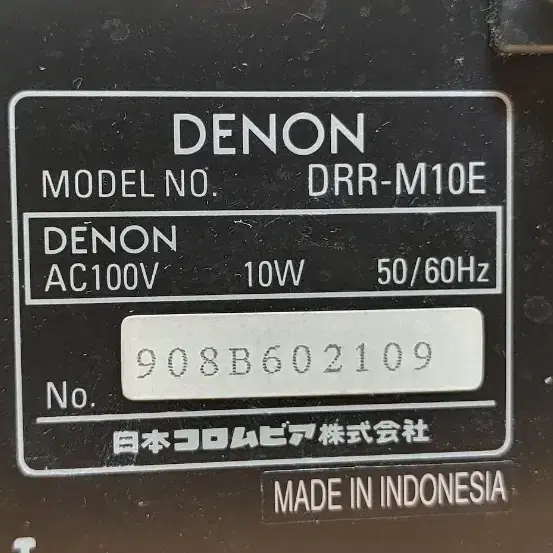 DENON
MODEL NO. DRR-M10E
DENON
AC100V 10W 50/60Hz
No. 908B602109
日本コロムビア株式会社
MADE IN INDONESIA